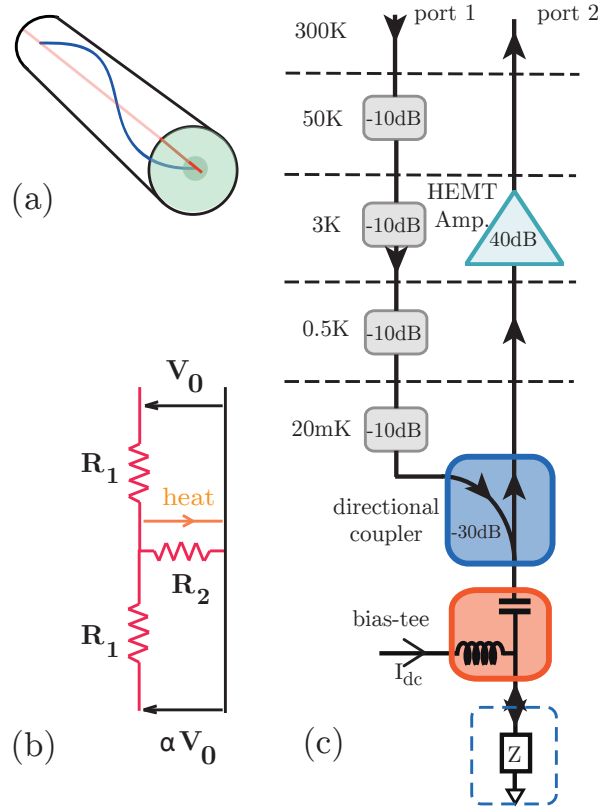 (a)
V0
R1
heat
R2
R1
αV0
(b)
port 1
port 2
300K
50K
-10dB
HEMT
Amp.
3K
-10dB
40dB
0.5K
-10dB
20mK
-10dB
directional
coupler
-30dB
bias-tee
Idc
Z
(c)